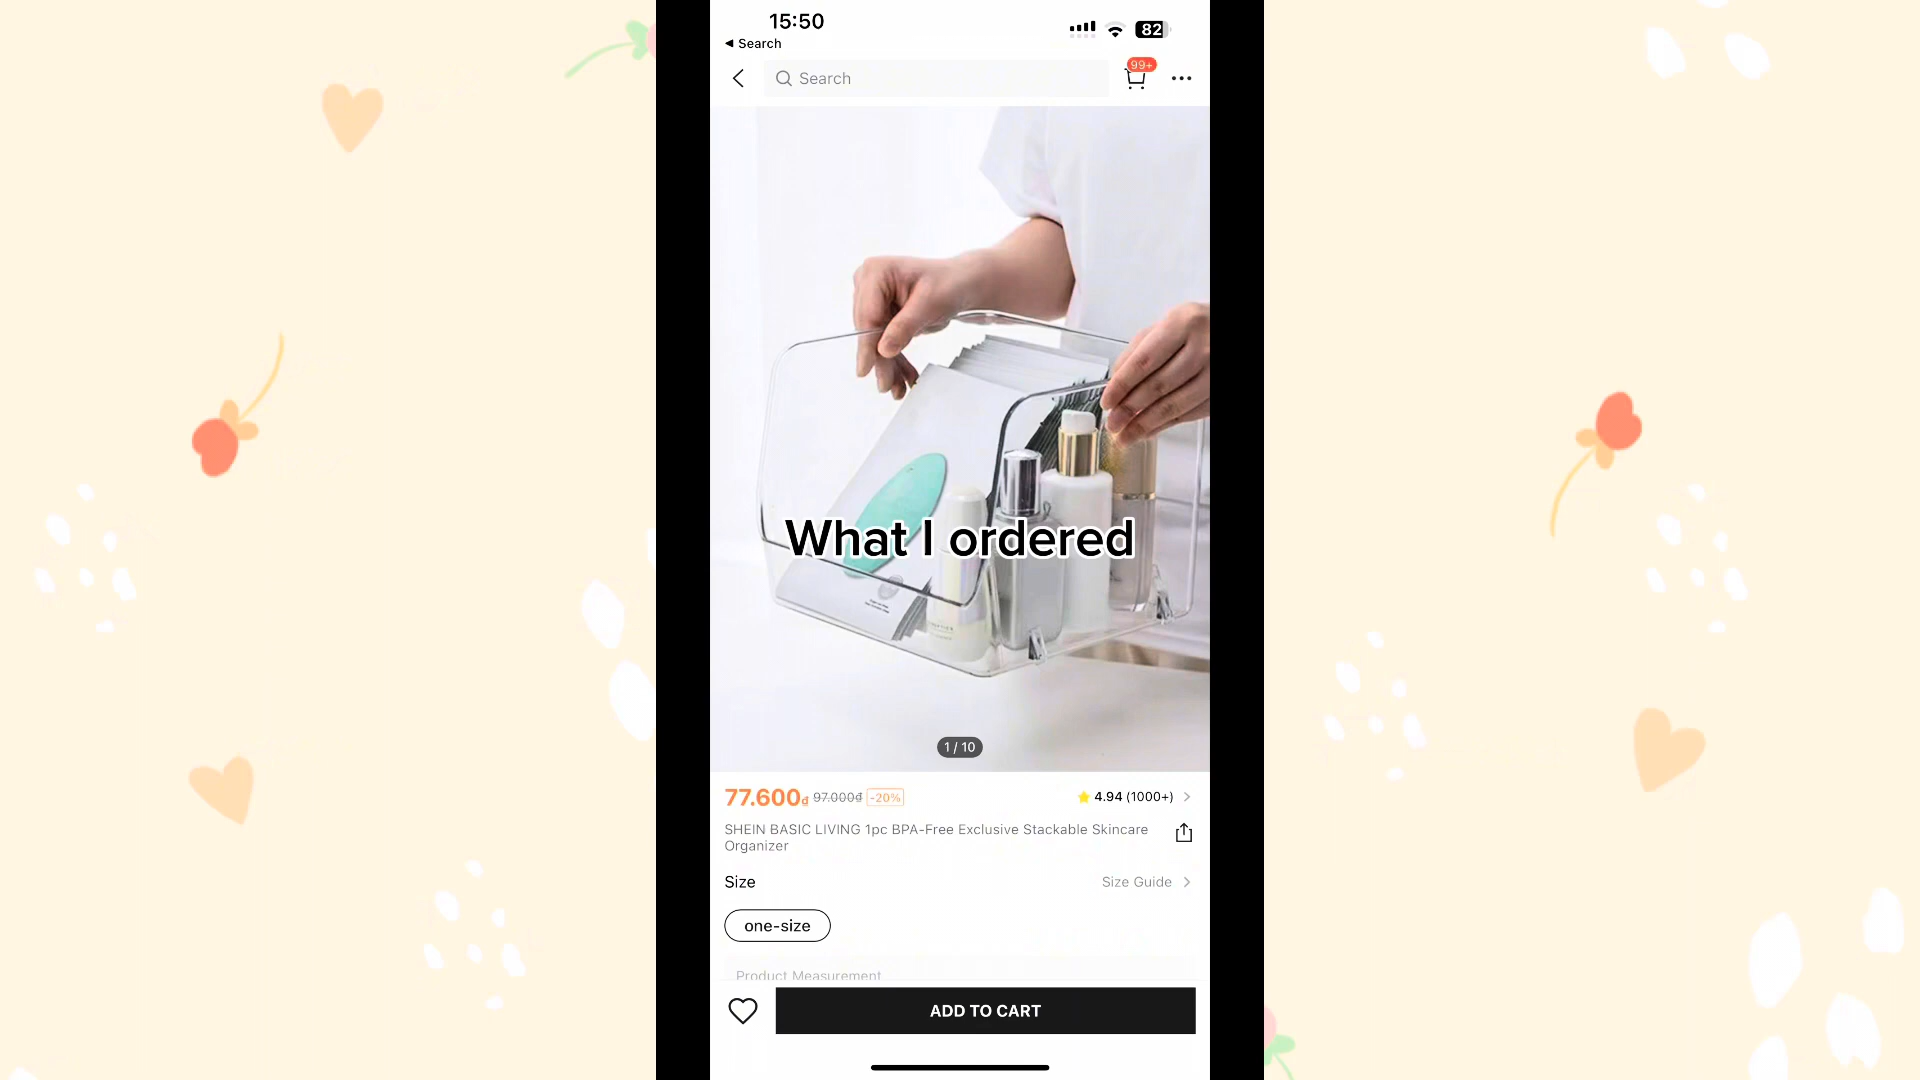 15:50
82
◄ Search
Search
99+
What I ordered
1 / 10
77.600₫ 97.000₫ -20%
4.94 (1000+)
SHEIN BASIC LIVING 1pc BPA-Free Exclusive Stackable Skincare
Organizer
Size
Size Guide
one-size
Product Measurement
ADD TO CART